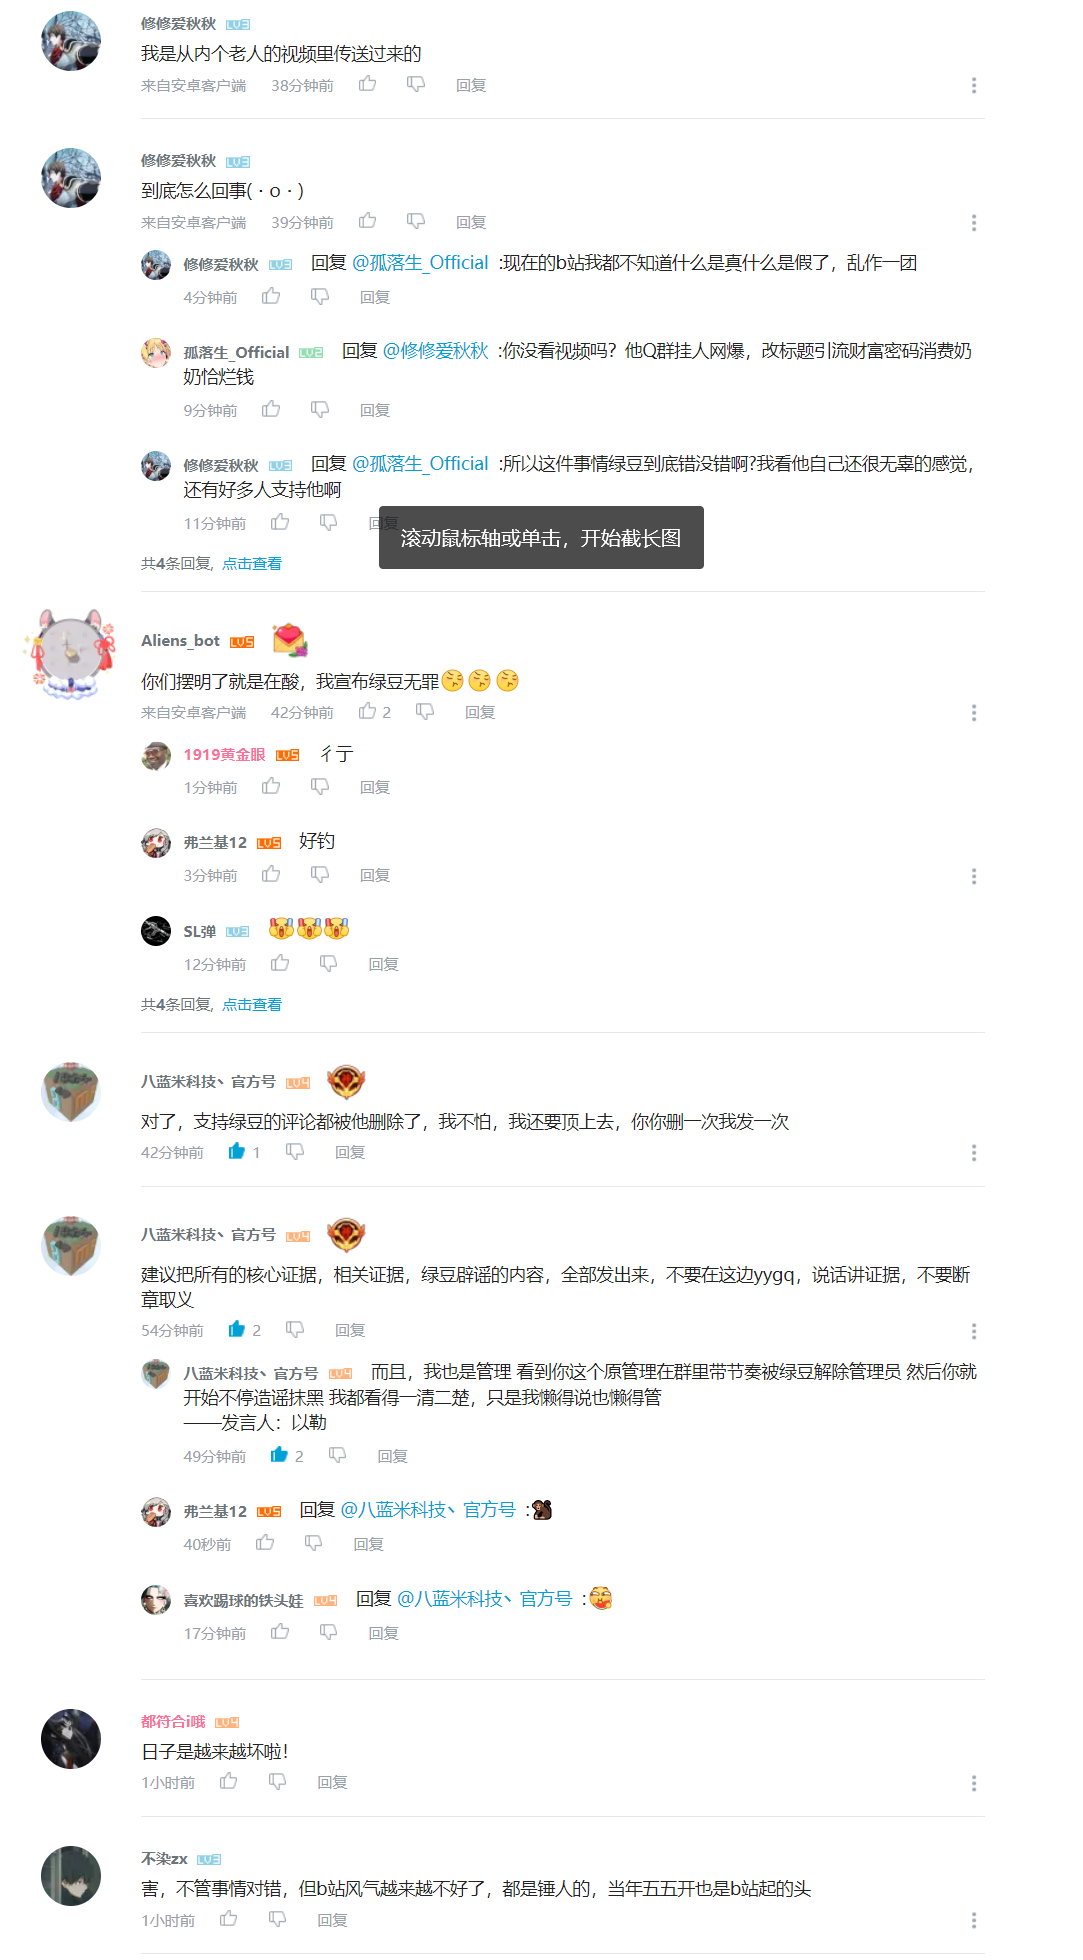 修修爱秋秋 LV3
我是从内个老人的视频里传送过来的
来自安卓客户端 38分钟前 回复
修修爱秋秋 LV3
到底怎么回事(・o・)
来自安卓客户端 39分钟前 回复
修修爱秋秋 LV3 回复 @孤落生_Official :现在的b站我都不知道什么是真什么是假了，乱作一团
4分钟前 回复
孤落生_Official LV2 回复 @修修爱秋秋 :你没看视频吗？他Q群挂人网爆，改标题引流财富密码消费奶
奶恰烂钱
9分钟前 回复
修修爱秋秋 LV3 回复 @孤落生_Official :所以这件事情绿豆到底错没错啊?我看他自己还很无辜的感觉，
还有好多人支持他啊
11分钟前 回复
滚动鼠标轴或单击，开始截长图
共4条回复，点击查看
Aliens_bot LV5
你们摆明了就是在酸，我宣布绿豆无罪
来自安卓客户端 42分钟前 2 回复
1919黄金眼 LV5 彳亍
1分钟前 回复
弗兰基12 LV5 好钓
3分钟前 回复
SL弹 LV3
12分钟前 回复
共4条回复，点击查看
八蓝米科技丶官方号 LV4
对了，支持绿豆的评论都被他删除了，我不怕，我还要顶上去，你你删一次我发一次
42分钟前 1 回复
八蓝米科技丶官方号 LV4
建议把所有的核心证据，相关证据，绿豆辟谣的内容，全部发出来，不要在这边yygq，说话讲证据，不要断
章取义
54分钟前 2 回复
八蓝米科技丶官方号 LV4 而且，我也是管理 看到你这个原管理在群里带节奏被绿豆解除管理员 然后你就
开始不停造谣抹黑 我都看得一清二楚，只是我懒得说也懒得管
——发言人：以勒
49分钟前 2 回复
弗兰基12 LV5 回复 @八蓝米科技丶官方号 :
40秒前 回复
喜欢踢球的铁头娃 LV4 回复 @八蓝米科技丶官方号 :
17分钟前 回复
都符合i哦 LV4
日子是越来越坏啦！
1小时前 回复
不染zx LV3
害，不管事情对错，但b站风气越来越不好了，都是锤人的，当年五五开也是b站起的头
1小时前 回复